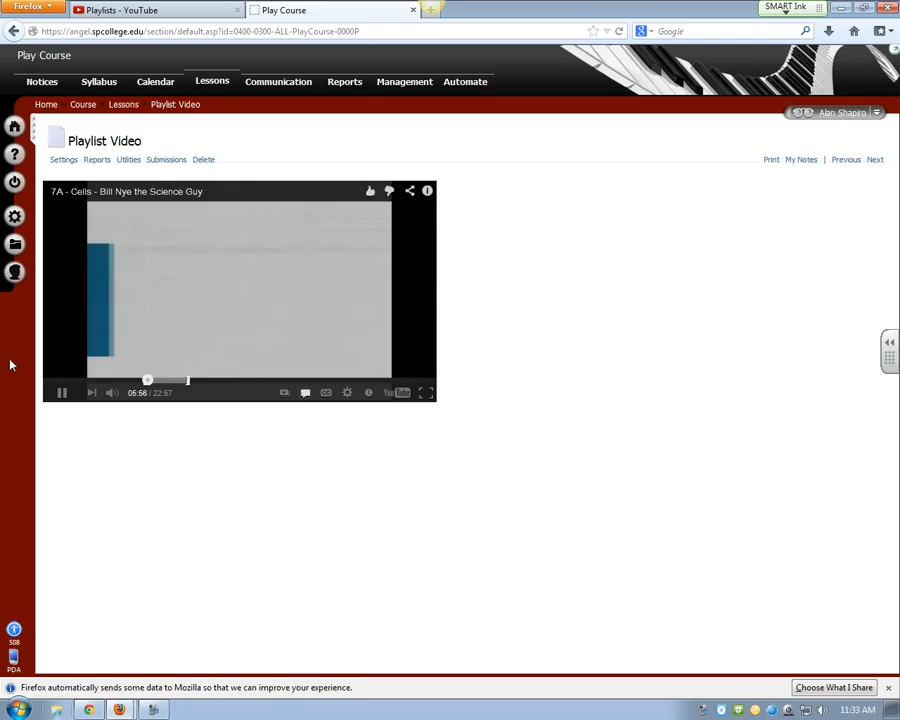 Firefox
Playlists - YouTube
Play Course
SMART Ink
https://angel.spcollege.edu/section/default.asp?id=0400-0300-ALL-PlayCourse-0000P
Google
Play Course
Notices Syllabus Calendar Lessons Communication Reports Management Automate
Home Course Lessons Playlist Video
Alan Shapiro
Playlist Video
Settings Reports Utilities Submissions Delete
Print My Notes | Previous Next
7A - Cells - Bill Nye the Science Guy
05:56 / 22:57
CC
YouTube
508
PDA
Firefox automatically sends some data to Mozilla so that we can improve your experience.
Choose What I Share
11:33 AM